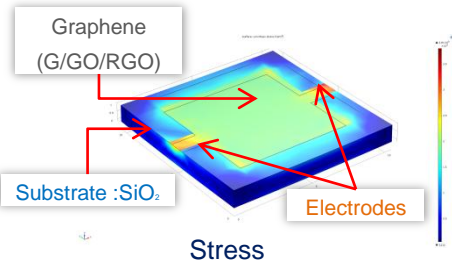 Graphene
(G/GO/RGO)
Substrate :SiO₂
Electrodes
Stress